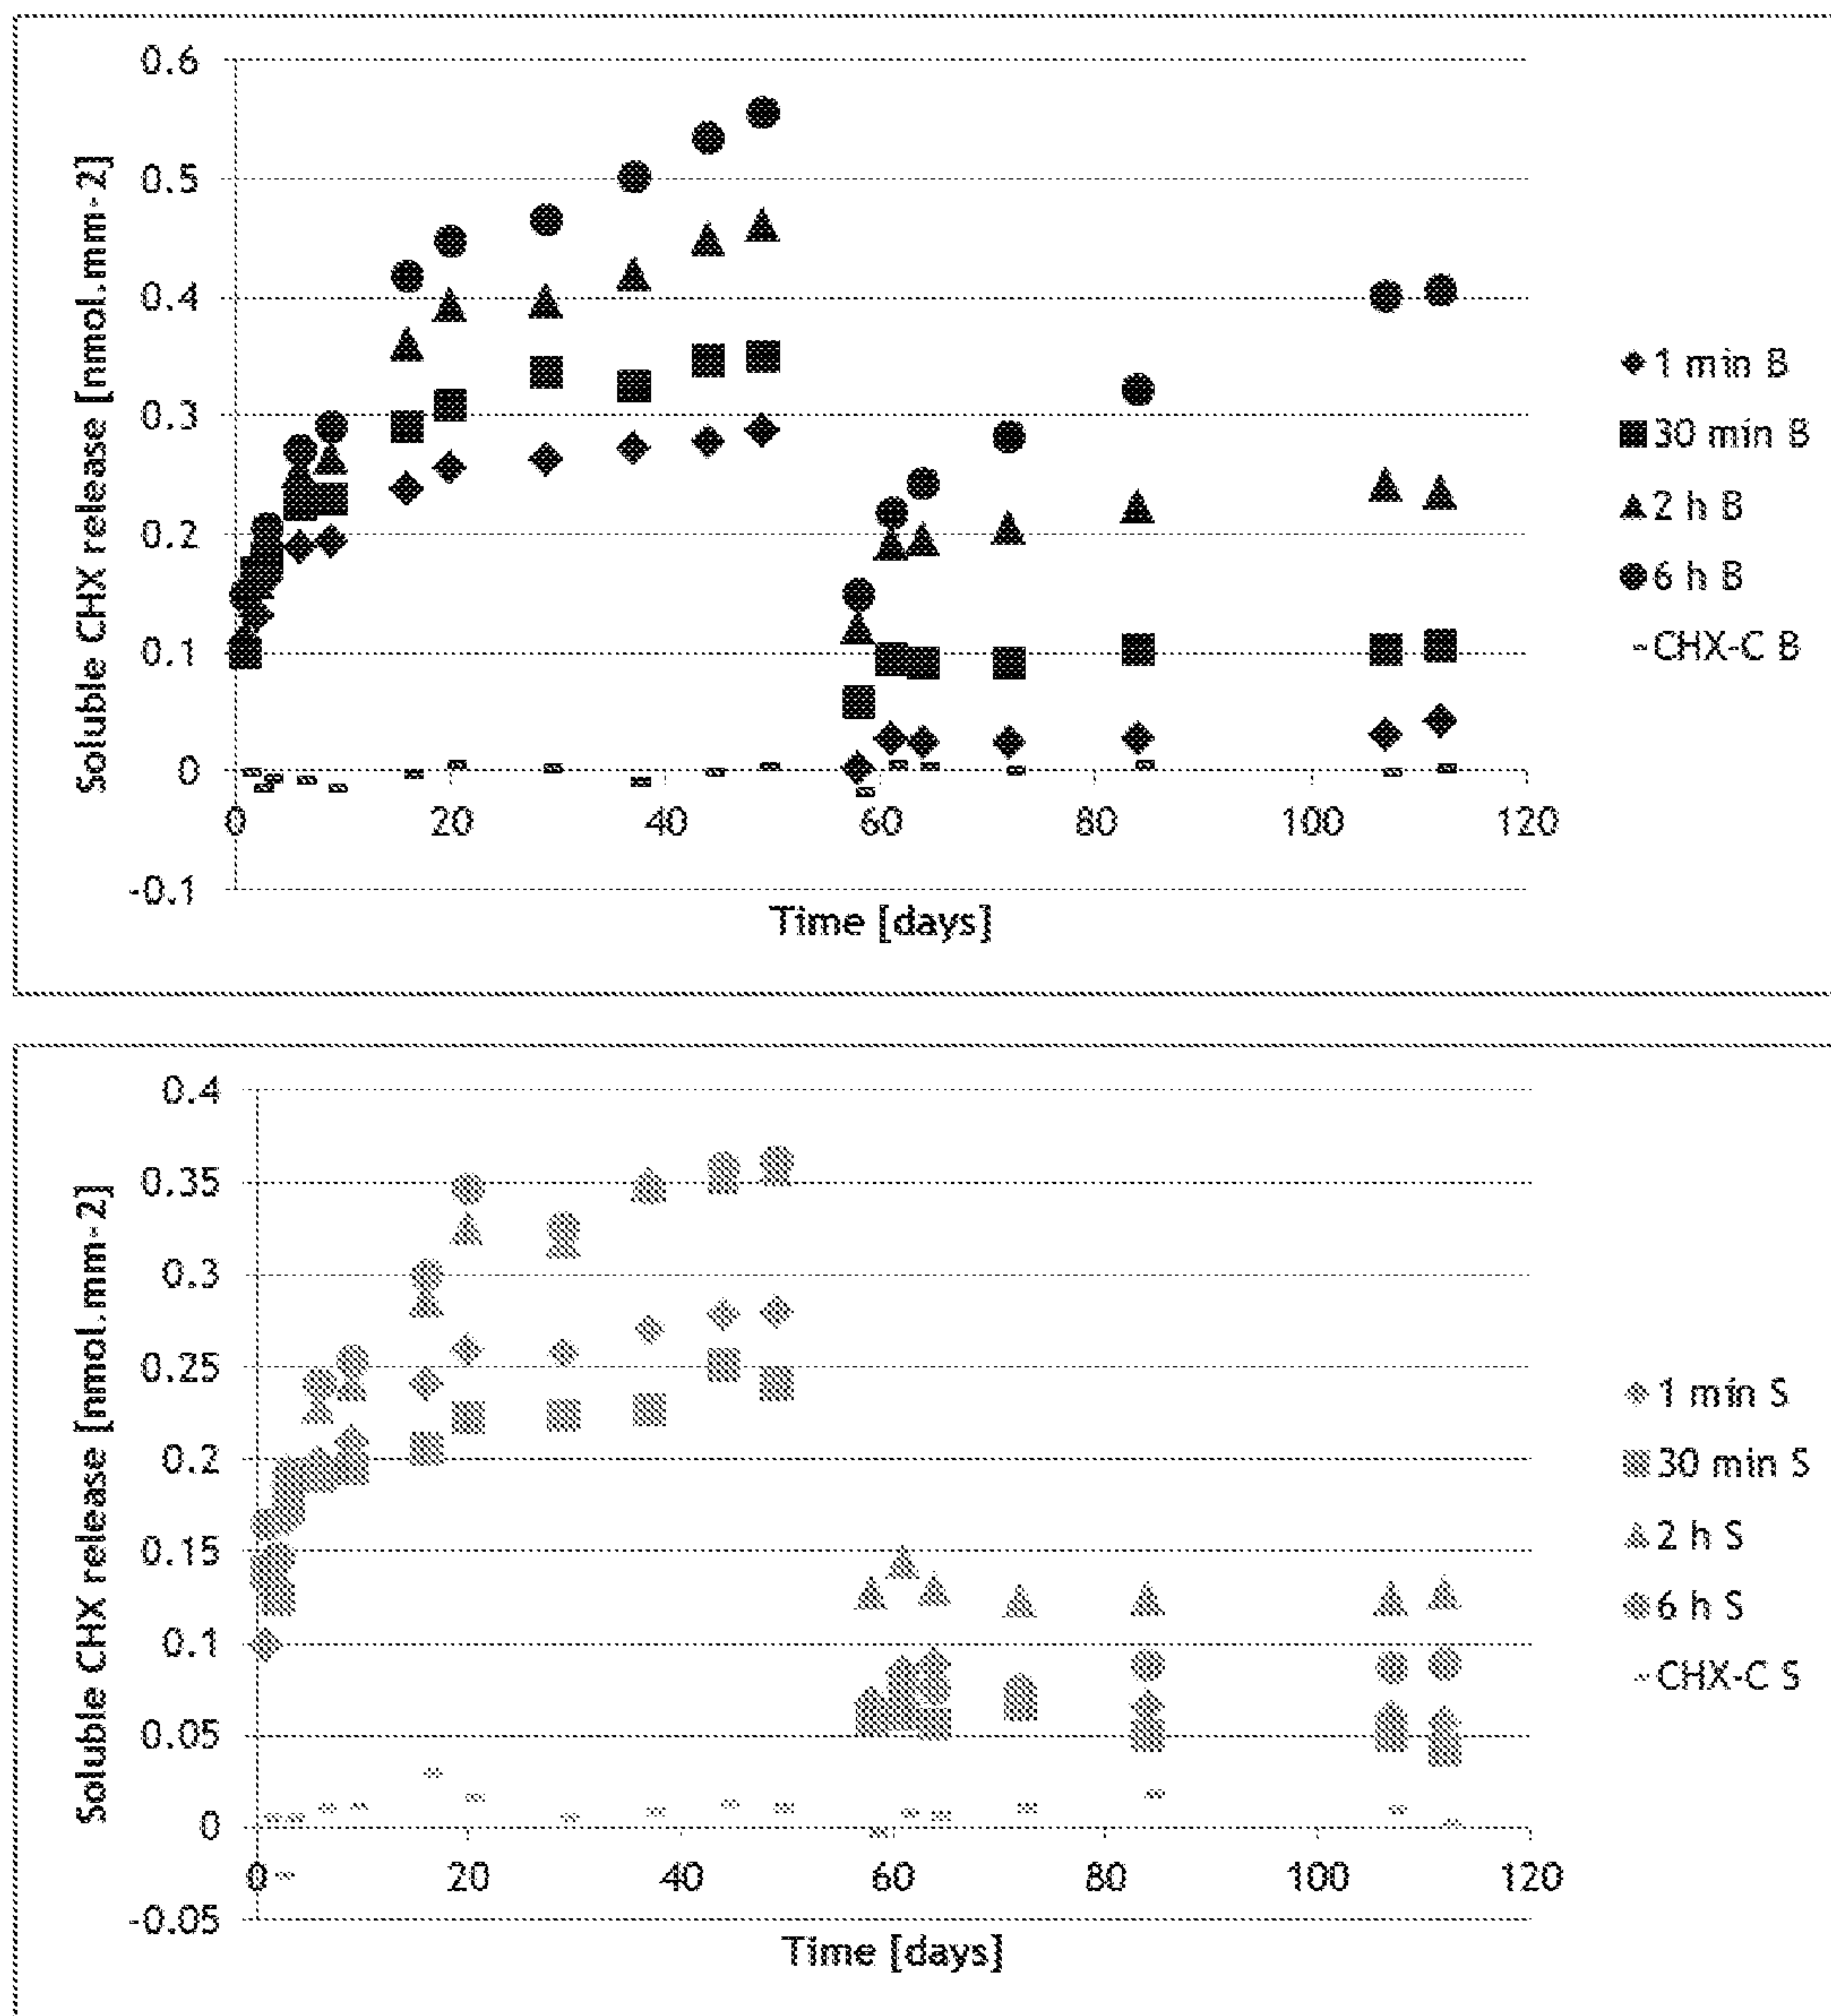 Soluble CHX release [nmol.mm-2]
0.6
0.5
0.4
0.3
0.2
0.1
0
-0.1
0
20
40
60
80
100
120
Time [days]
1 min B
30 min B
2 h B
6 h B
CHX-C B
Soluble CHX release [nmol.mm-2]
0.4
0.35
0.3
0.25
0.2
0.15
0.1
0.05
0
-0.05
0
20
40
60
80
100
120
Time [days]
1 min S
30 min S
2 h S
6 h S
CHX-C S